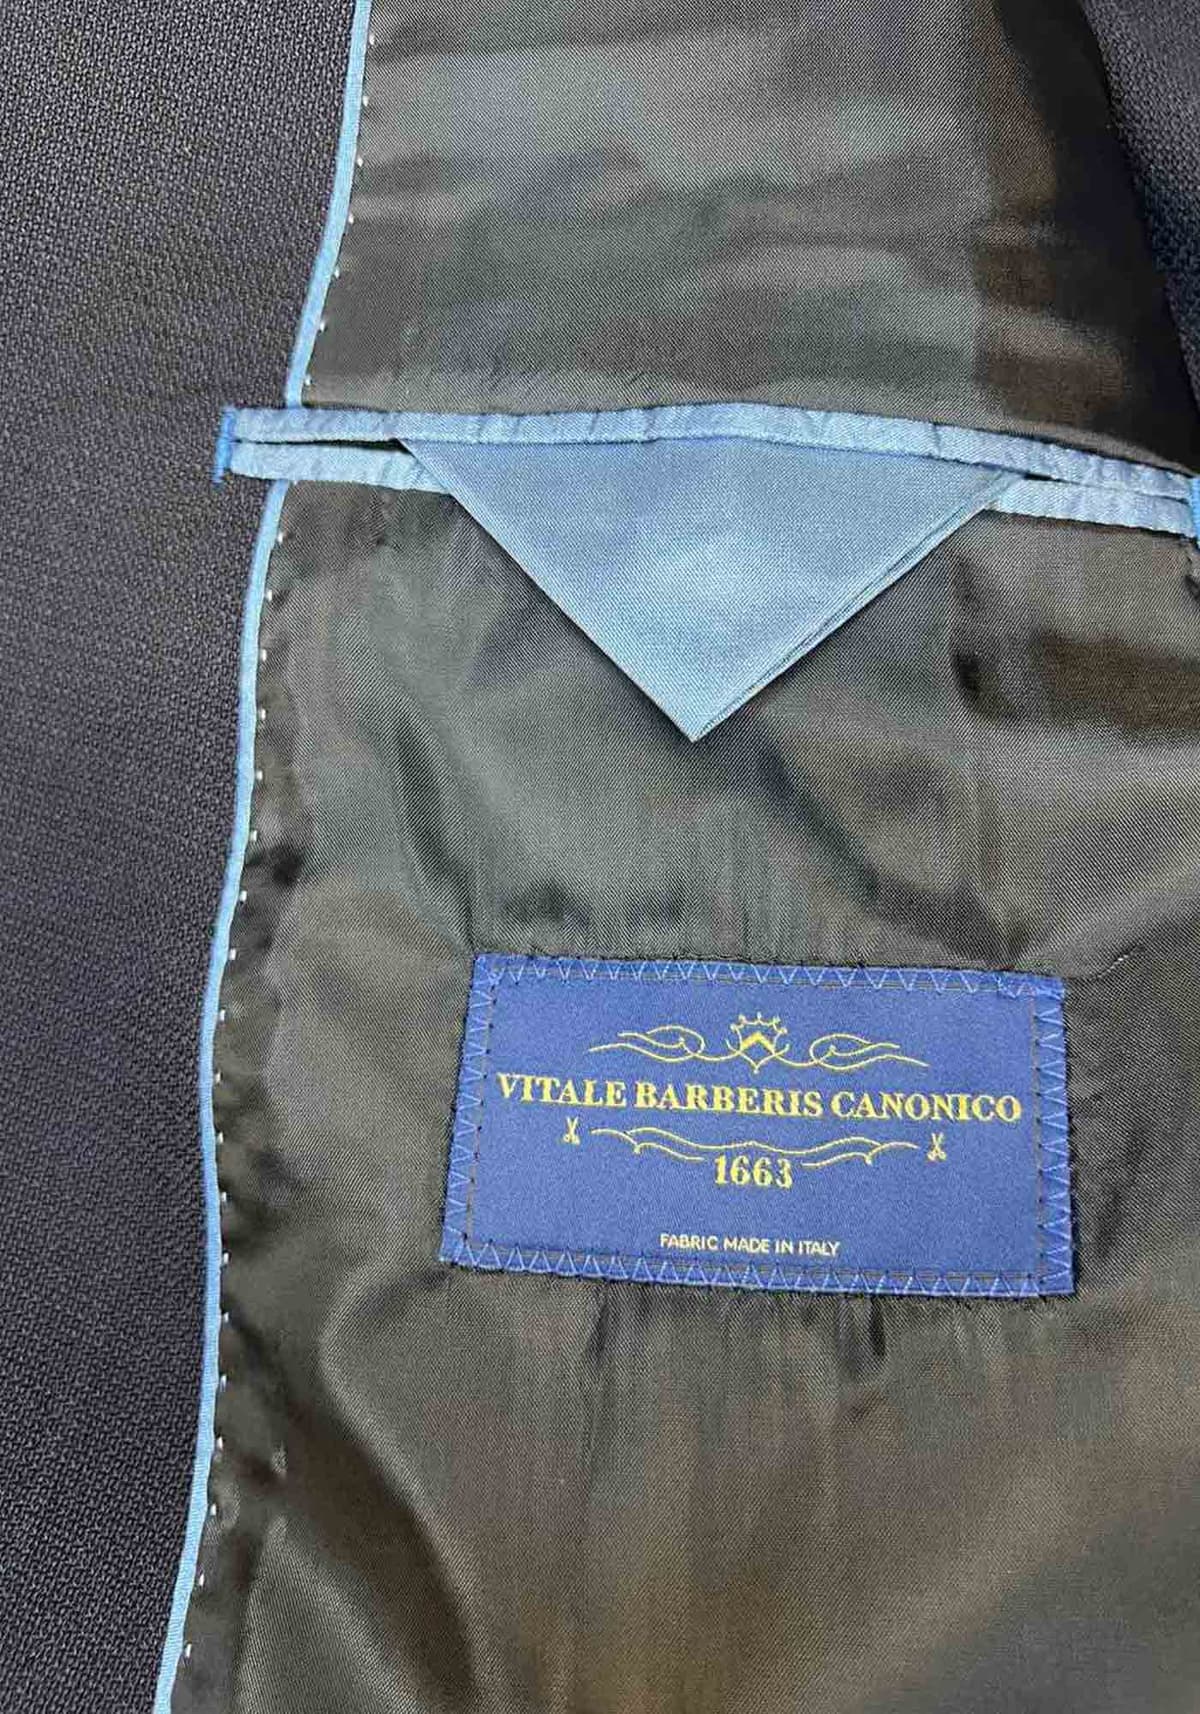 VITALE BARBERIS CANONICO
1663
FABRIC MADE IN ITALY